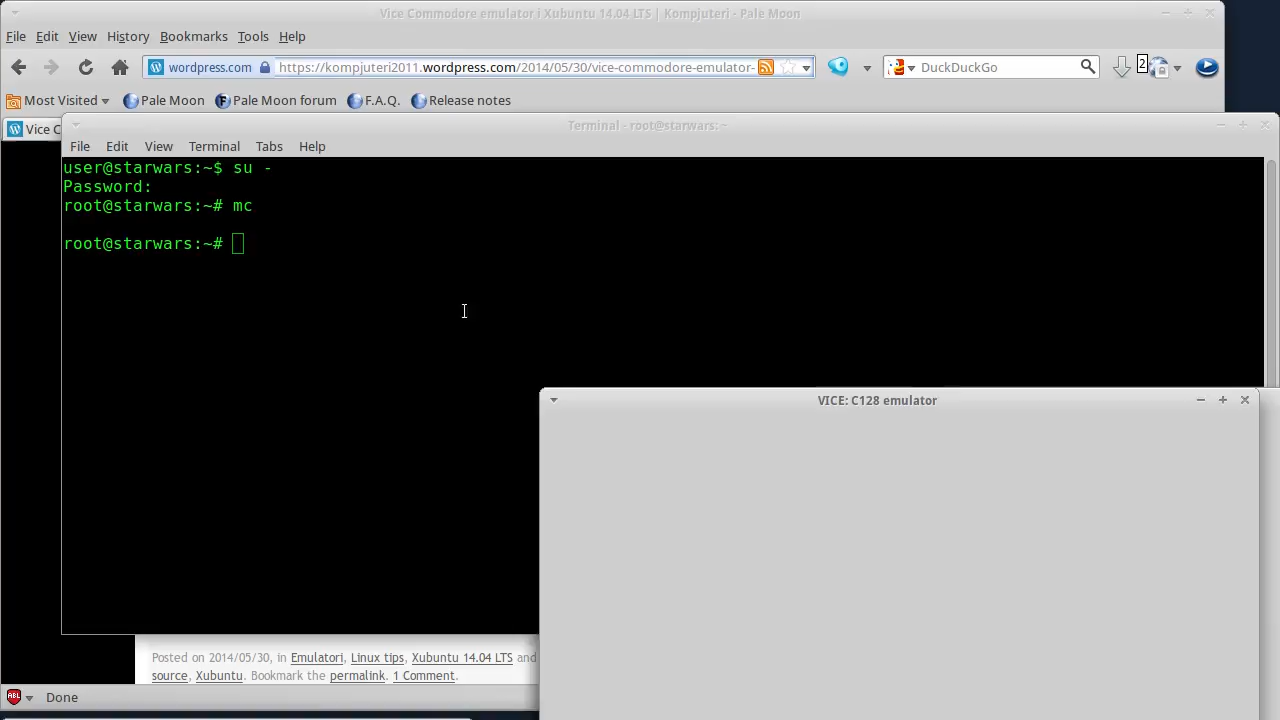 Vice Commodore emulator i Xubuntu 14.04 LTS | Kompjuteri - Pale Moon
File Edit View History Bookmarks Tools Help
wordpress.com https://kompjuteri2011.wordpress.com/2014/05/30/vice-commodore-emulator- DuckDuckGo 2
Most Visited Pale Moon Pale Moon forum F.A.Q. Release notes
Vice C
Terminal - root@starwars:~
File Edit View Terminal Tabs Help
user@starwars:~$ su -
Password:
root@starwars:~# mc
root@starwars:~#
VICE: C128 emulator
Posted on 2014/05/30, in Emulatori, Linux tips, Xubuntu 14.04 LTS and
source, Xubuntu. Bookmark the permalink. 1 Comment.
ABL Done